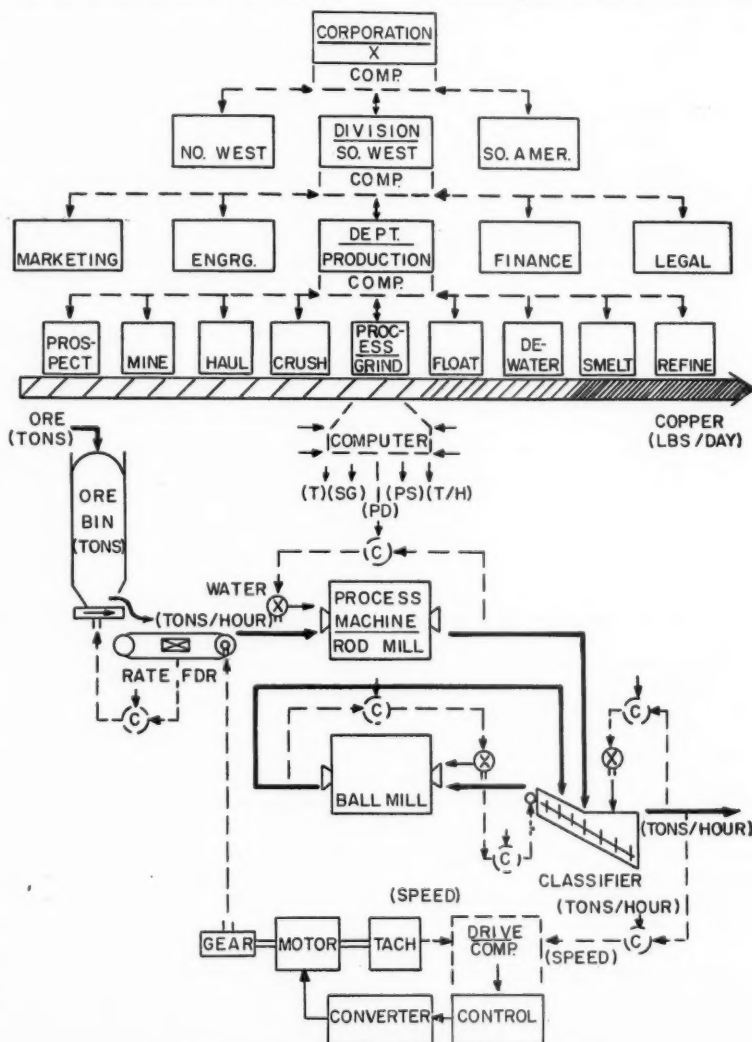 CORPORATION
X
COMP.
NO. WEST
DIVISION
SO. WEST
SO. AMER.
COMP.
MARKETING
ENGRG.
DEPT.
PRODUCTION
FINANCE
LEGAL
COMP.
PROS-
PECT
MINE
HAUL
CRUSH
PROC-
ESS
GRIND
FLOAT
DE-
WATER
SMELT
REFINE
ORE
(TONS)
COPPER
(LBS/DAY)
COMPUTER
(T)(SG) (PS)(T/H)
(PD)
ORE
BIN
(TONS)
C
WATER
X
(TONS/HOUR)
PROCESS
MACHINE
ROD MILL
RATE FDR
C
C
C
X
X
BALL MILL
C
(TONS/HOUR)
CLASSIFIER
(TONS/HOUR)
(SPEED)
C
(SPEED)
GEAR
MOTOR
TACH
DRIVE
COMP.
CONVERTER
CONTROL